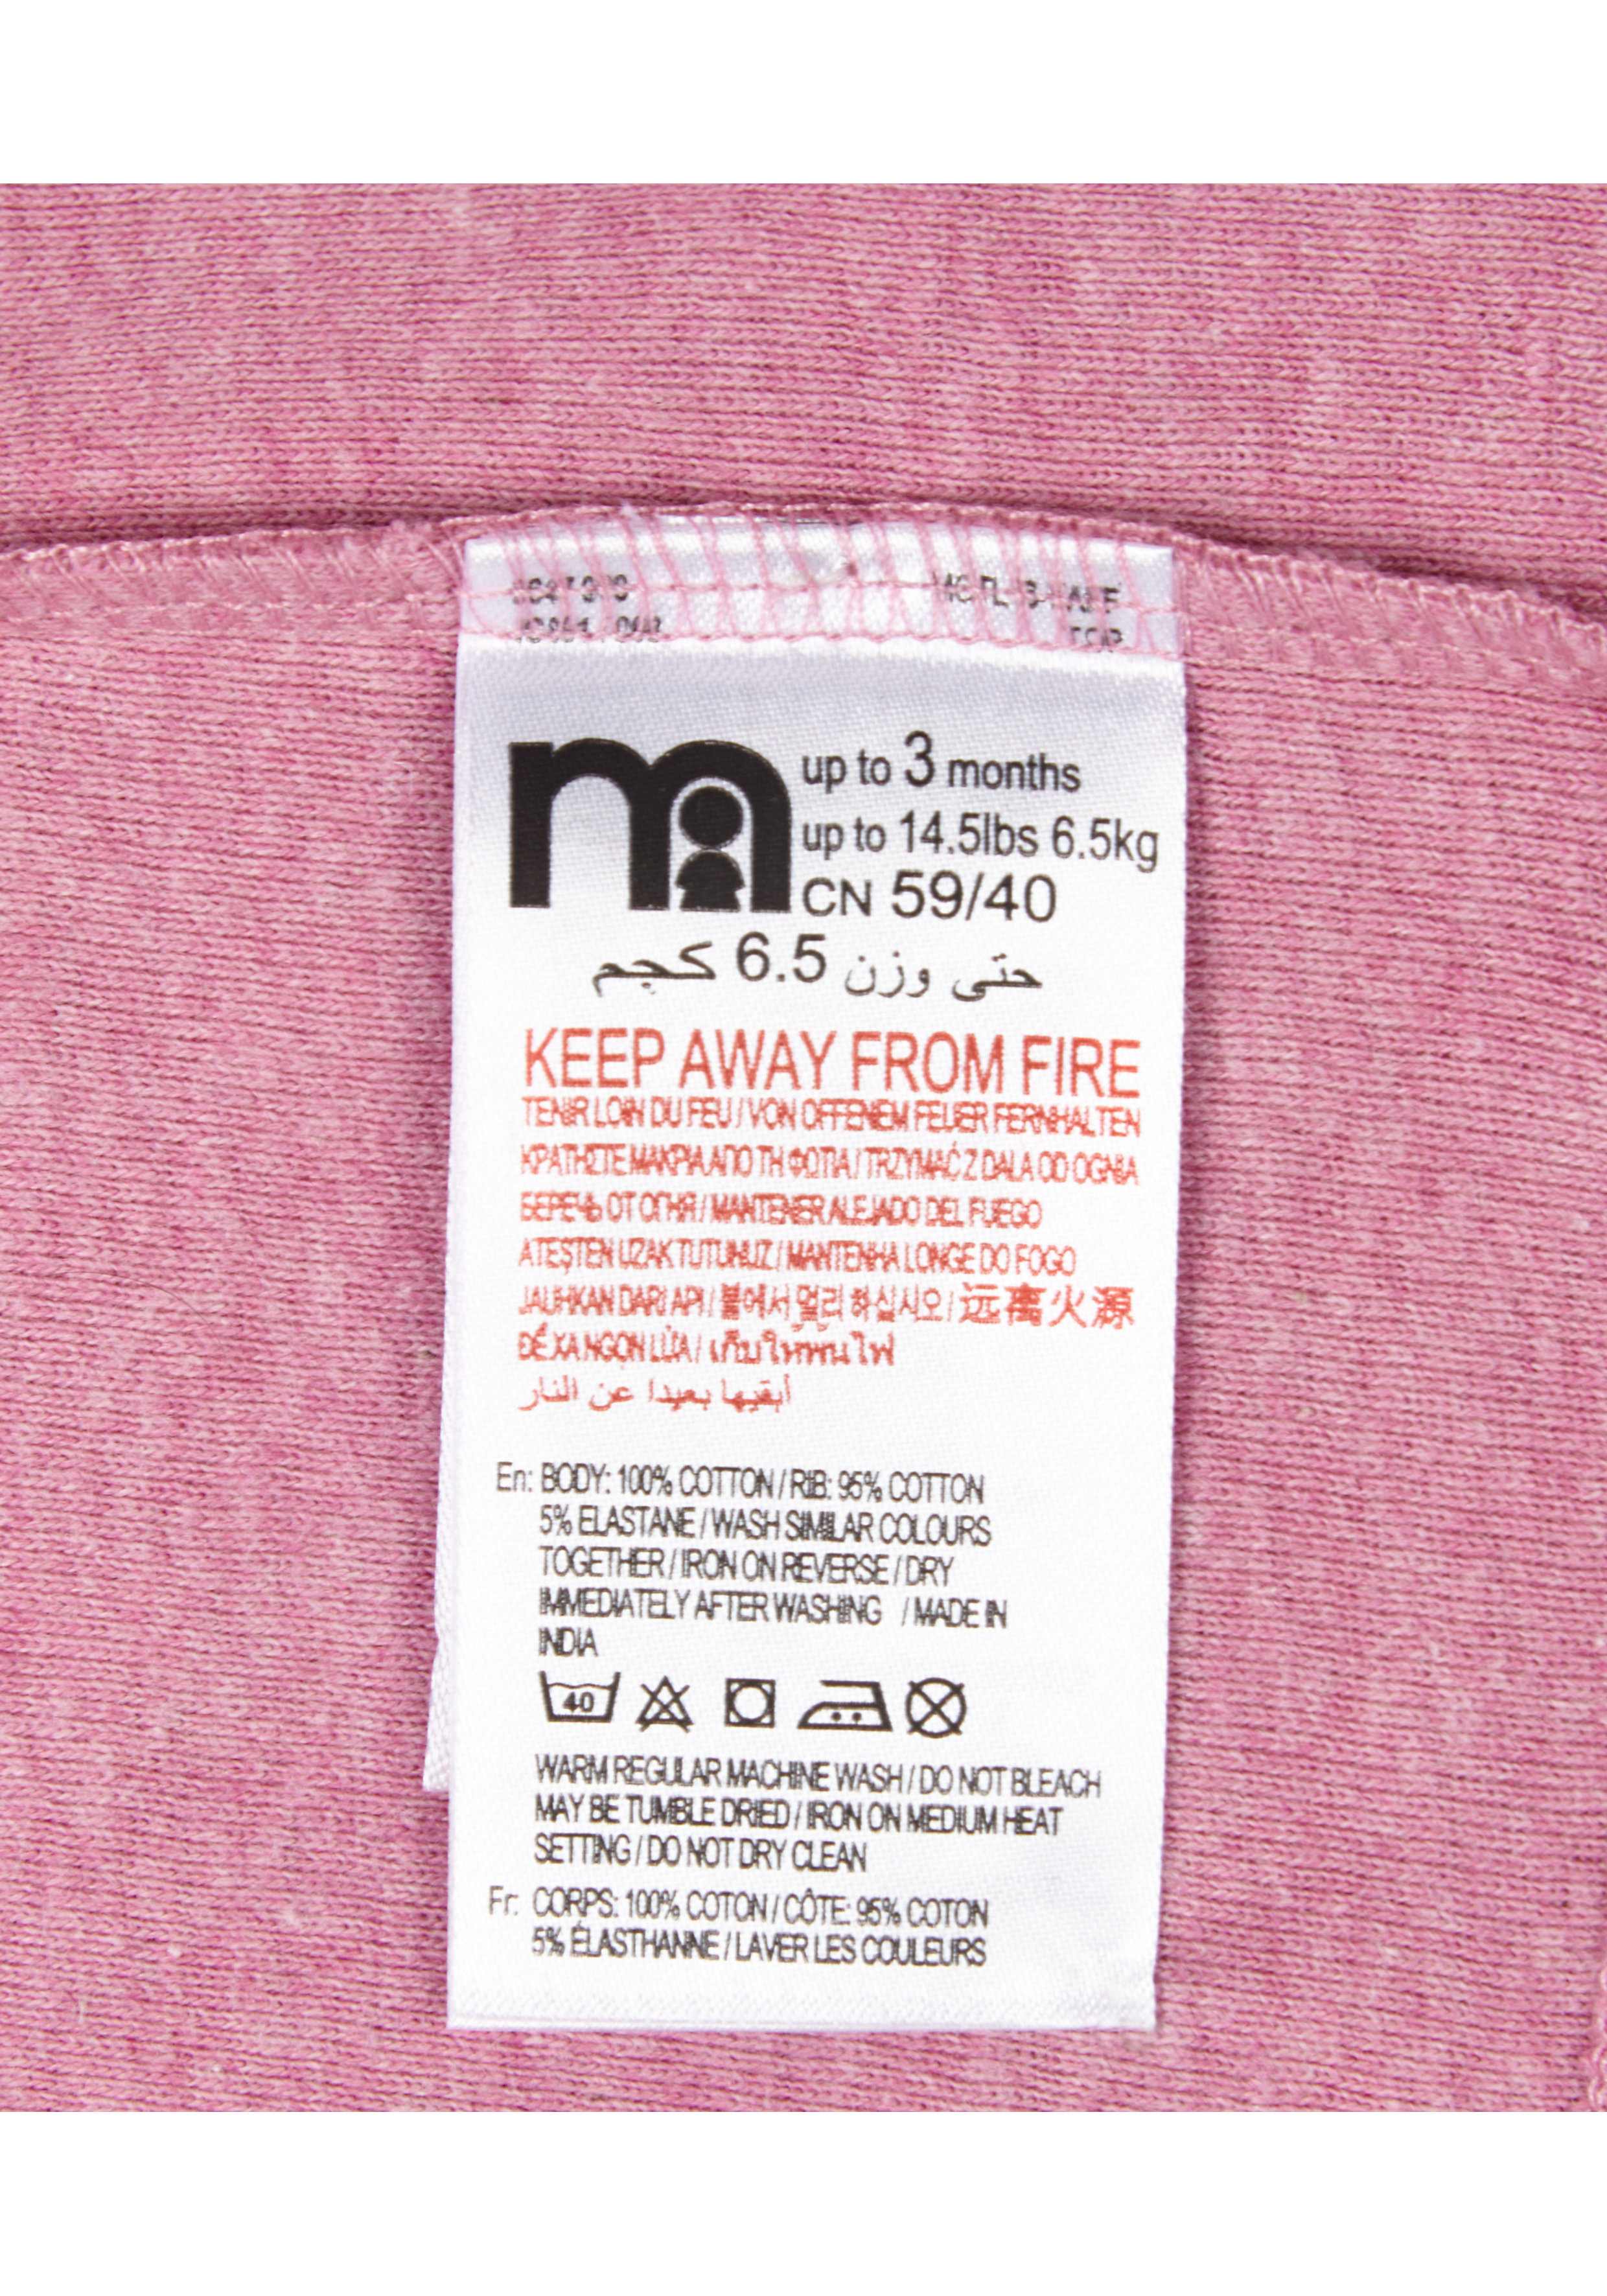 up to 3 months
up to 14.5lbs 6.5kg
CN 59/40
حتى وزن 6.5 كجم
KEEP AWAY FROM FIRE
TENIR LOIN DU FEU / VON OFFENEM FEUER FERNHALTEN
ΚΡΑΤΗΣΤΕ ΜΑΚΡΙΑ ΑΠΟ ΤΗ ΦΩΤΙΑ / TRZYMAĆ Z DALA OD OGNIA
БЕРЕЧЬ ОТ ОГНЯ / MANTENER ALEJADO DEL FUEGO
ATEŞTEN UZAK TUTUNUZ / MANTENHA LONGE DO FOGO
JAUHKAN DARI API / 불에서 멀리 하십시오 / 远离火源
ĐỂ XA NGỌN LỬA / เก็บให้พ้นไฟ
أبقيها بعيدا عن النار
En: BODY: 100% COTTON / RIB: 95% COTTON
5% ELASTANE / WASH SIMILAR COLOURS
TOGETHER / IRON ON REVERSE / DRY
IMMEDIATELY AFTER WASHING / MADE IN
INDIA
40
WARM REGULAR MACHINE WASH / DO NOT BLEACH
MAY BE TUMBLE DRIED / IRON ON MEDIUM HEAT
SETTING / DO NOT DRY CLEAN
Fr: CORPS: 100% COTON / CÔTE: 95% COTON
5% ÉLASTHANNE / LAVER LES COULEURS